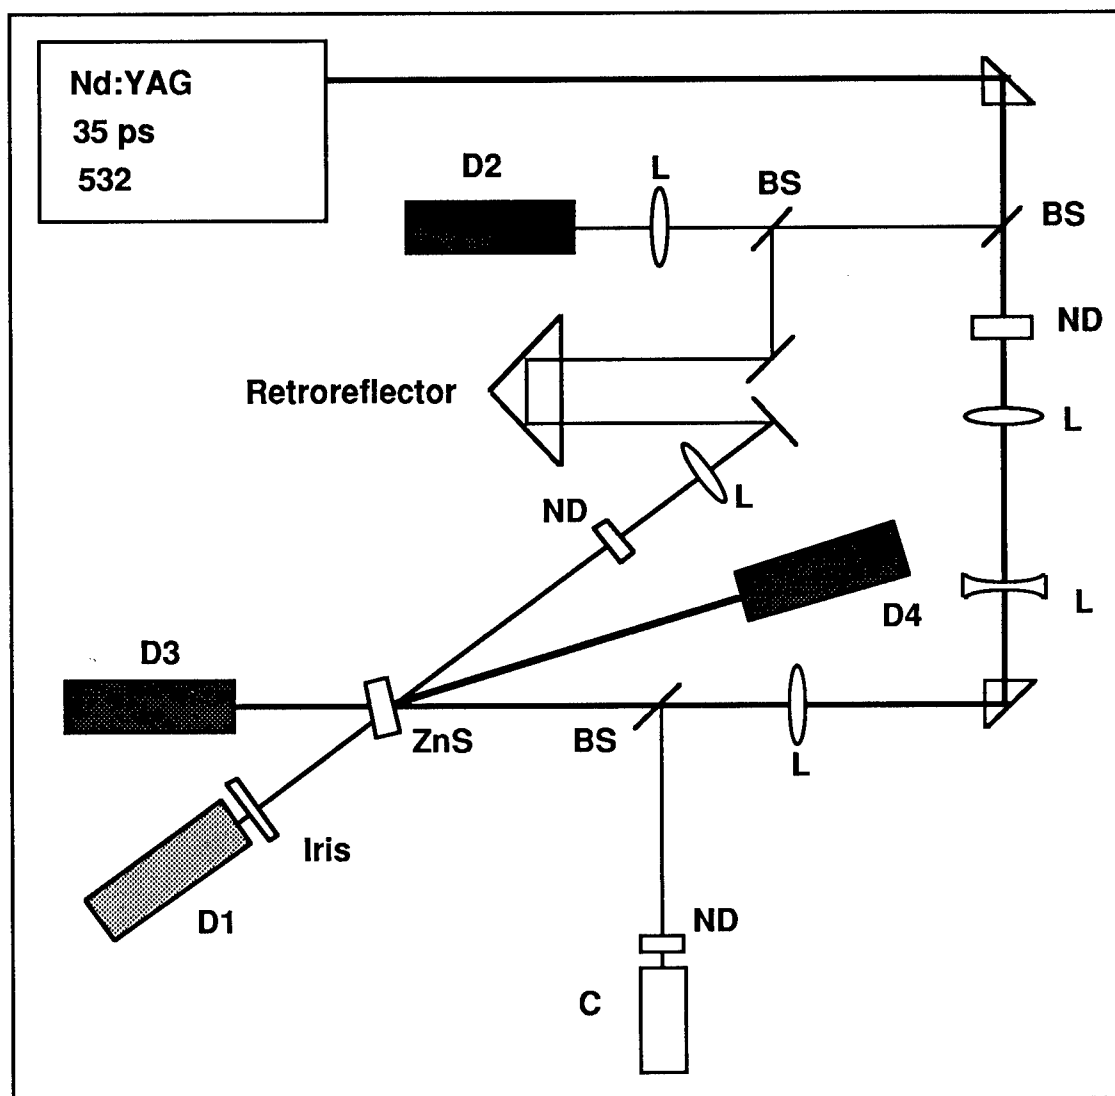 Nd:YAG
35 ps
532
D2
L
BS
BS
ND
Retroreflector
L
L
ND
D4
L
D3
ZnS
BS
L
Iris
D1
ND
C